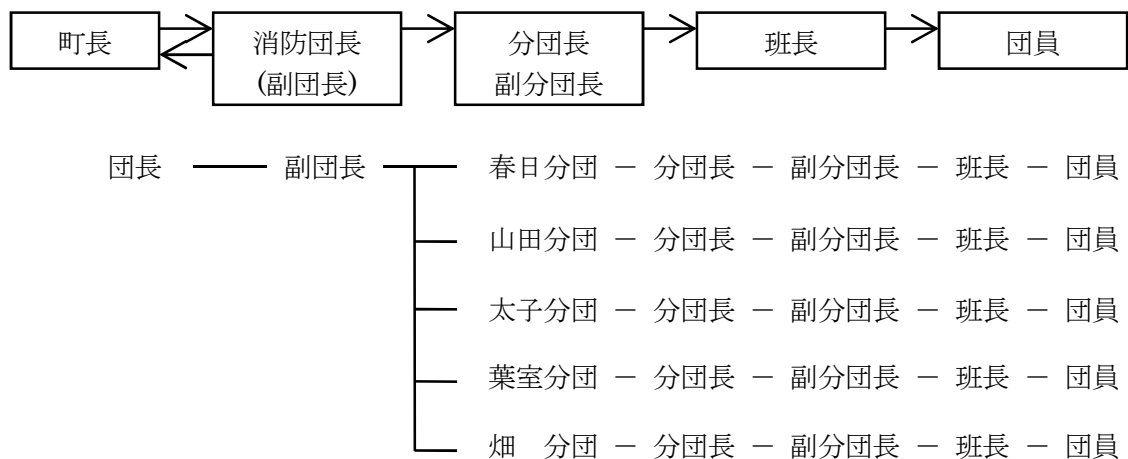 町長 消防団長 分団長 班長 団員
(副団長) 副分団長
団長 副団長 春日分団 － 分団長 － 副分団長 － 班長 － 団員
山田分団 － 分団長 － 副分団長 － 班長 － 団員
太子分団 － 分団長 － 副分団長 － 班長 － 団員
葉室分団 － 分団長 － 副分団長 － 班長 － 団員
畑　分団 － 分団長 － 副分団長 － 班長 － 団員